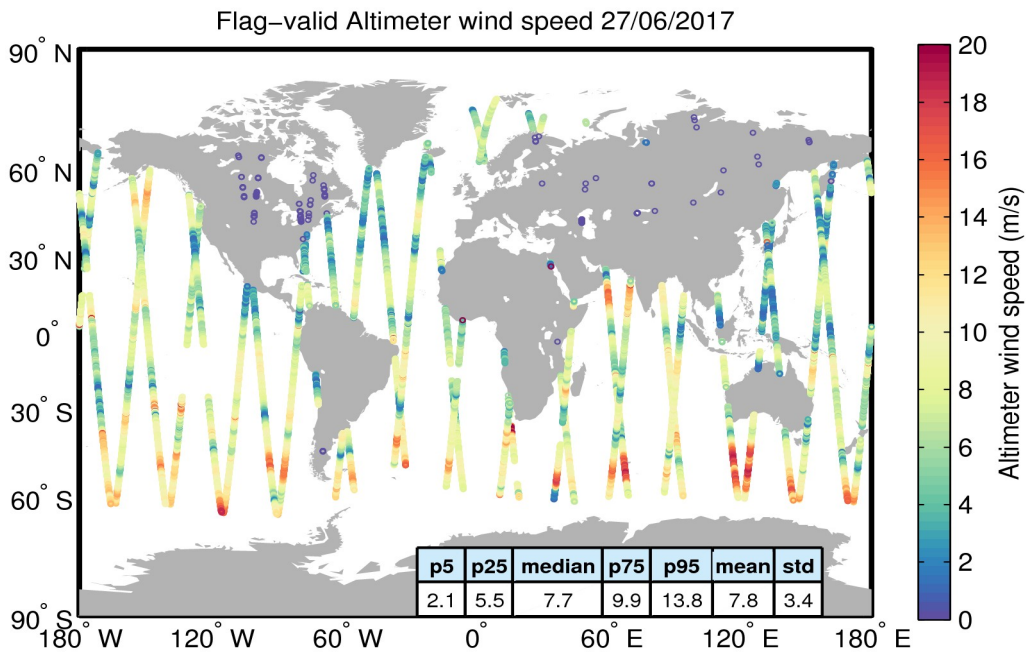 Flag−valid Altimeter wind speed 27/06/2017
90° N
60° N
30° N
0°
30° S
60° S
90° S
180° W
120° W
60° W
0°
60° E
120° E
180° E
p5 p25 median p75 p95 mean std
2.1 5.5 7.7 9.9 13.8 7.8 3.4
20
18
16
14
12
10
8
6
4
2
0
Altimeter wind speed (m/s)